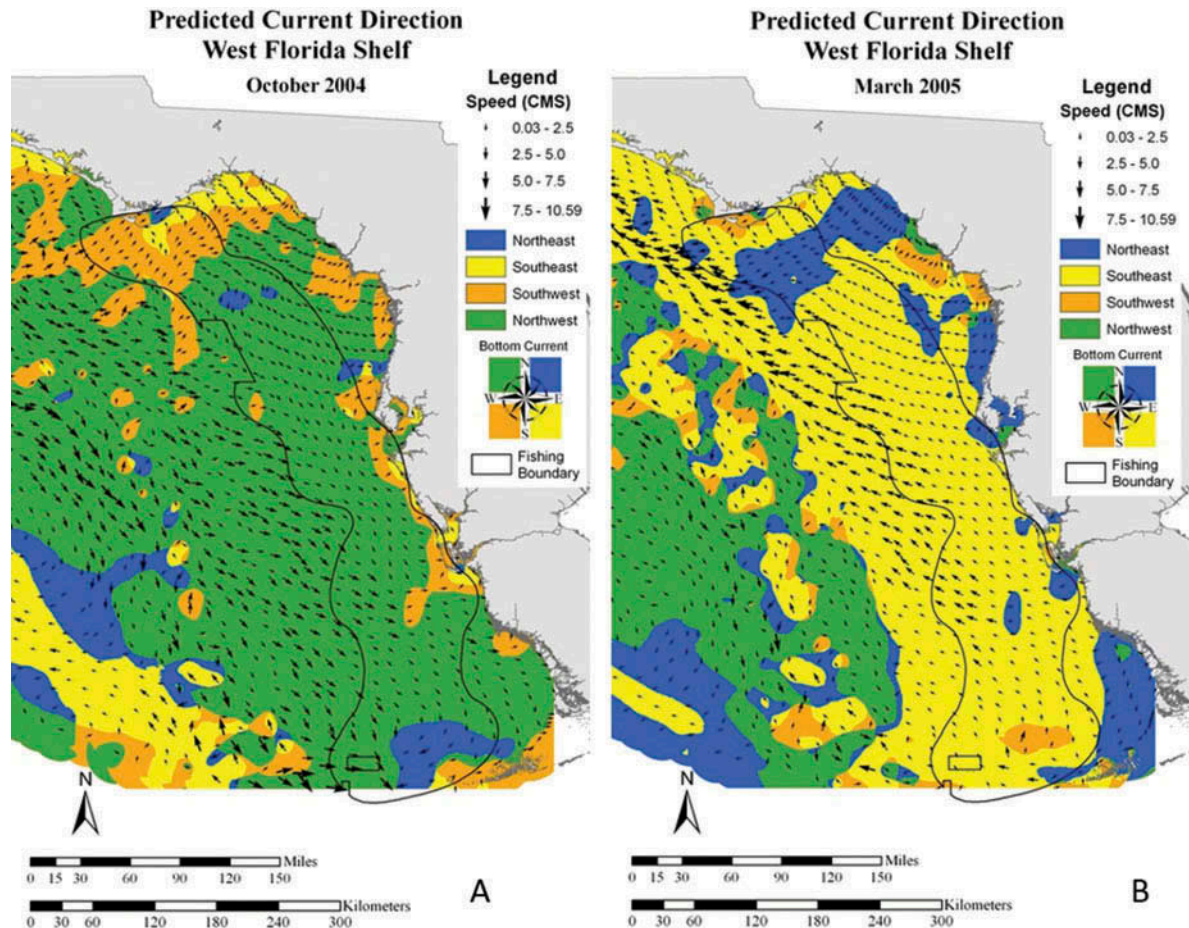 Predicted Current Direction
West Florida Shelf
October 2004
Legend
Speed (CMS)
0.03 - 2.5
2.5 - 5.0
5.0 - 7.5
7.5 - 10.59
Northeast
Southeast
Southwest
Northwest
Bottom Current
N
W E
S
Fishing
Boundary
N
Miles
0 15 30 60 90 120 150
Kilometers
0 30 60 120 180 240 300
A
Predicted Current Direction
West Florida Shelf
March 2005
Legend
Speed (CMS)
0.03 - 2.5
2.5 - 5.0
5.0 - 7.5
7.5 - 10.59
Northeast
Southeast
Southwest
Northwest
Bottom Current
N
W E
S
Fishing
Boundary
N
Miles
0 15 30 60 90 120 150
Kilometers
0 30 60 120 180 240 300
B